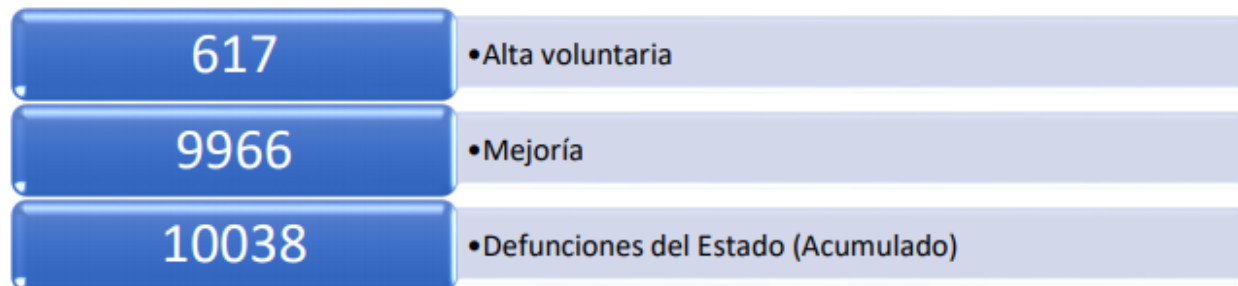 617 •Alta voluntaria
9966 •Mejoría
10038 •Defunciones del Estado (Acumulado)